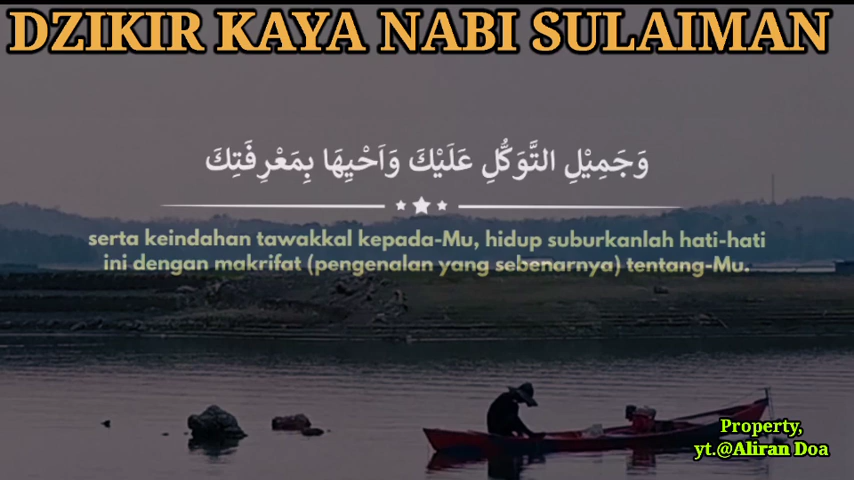 DZIKIR KAYA NABI SULAIMAN
وَجَمِيْلِ التَّوَكُّلِ عَلَيْكَ وَاَحْيِهَا بِمَعْرِفَتِكَ
serta keindahan tawakkal kepada-Mu, hidup suburkanlah hati-hati
ini dengan makrifat (pengenalan yang sebenarnya) tentang-Mu.
Property,
yt.@Aliran Doa